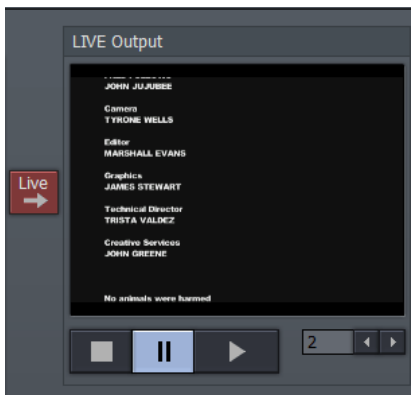 LIVE Output
JOHN JUJUBEE
Camera
TYRONE WELLS
Editor
MARSHALL EVANS
Graphics
JAMES STEWART
Technical Director
TRISTA VALDEZ
Creative Services
JOHN GREENE
No animals were harmed
Live
2